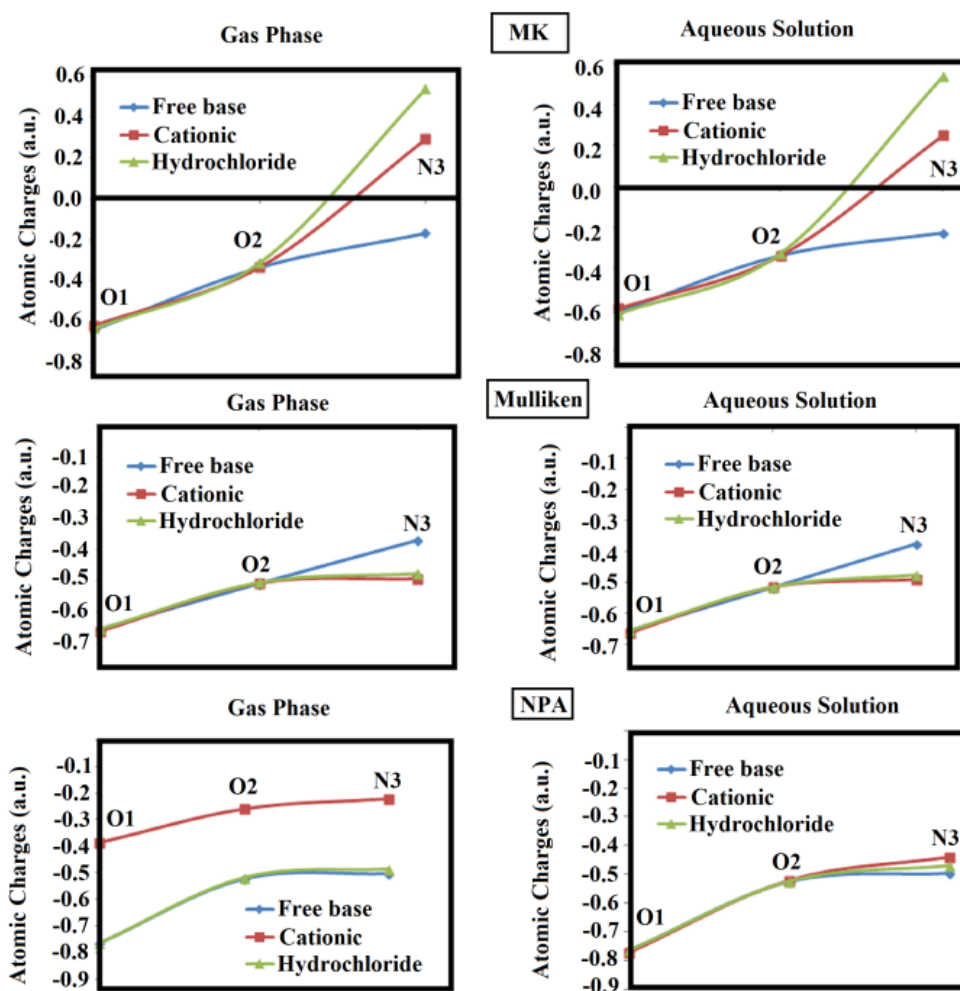 Gas Phase
MK
Aqueous Solution
Atomic Charges (a.u.)
0.6
0.4
0.2
0.0
-0.2
-0.4
-0.6
-0.8
Free base
Cationic
Hydrochloride
O1
O2
N3
Atomic Charges (a.u.)
0.6
0.4
0.2
0.0
-0.2
-0.4
-0.6
-0.8
Free base
Cationic
Hydrochloride
O1
O2
N3
Gas Phase
Mulliken
Aqueous Solution
Atomic Charges (a.u.)
-0.1
-0.2
-0.3
-0.4
-0.5
-0.6
-0.7
Free base
Cationic
Hydrochloride
O1
O2
N3
Atomic Charges (a.u.)
-0.1
-0.2
-0.3
-0.4
-0.5
-0.6
-0.7
Free base
Cationic
Hydrochloride
O1
O2
N3
Gas Phase
NPA
Aqueous Solution
Atomic Charges (a.u.)
-0.1
-0.2
-0.3
-0.4
-0.5
-0.6
-0.7
-0.8
-0.9
O1
O2
N3
Free base
Cationic
Hydrochloride
Atomic Charges (a.u.)
-0.1
-0.2
-0.3
-0.4
-0.5
-0.6
-0.7
-0.8
-0.9
Free base
Cationic
Hydrochloride
O1
O2
N3